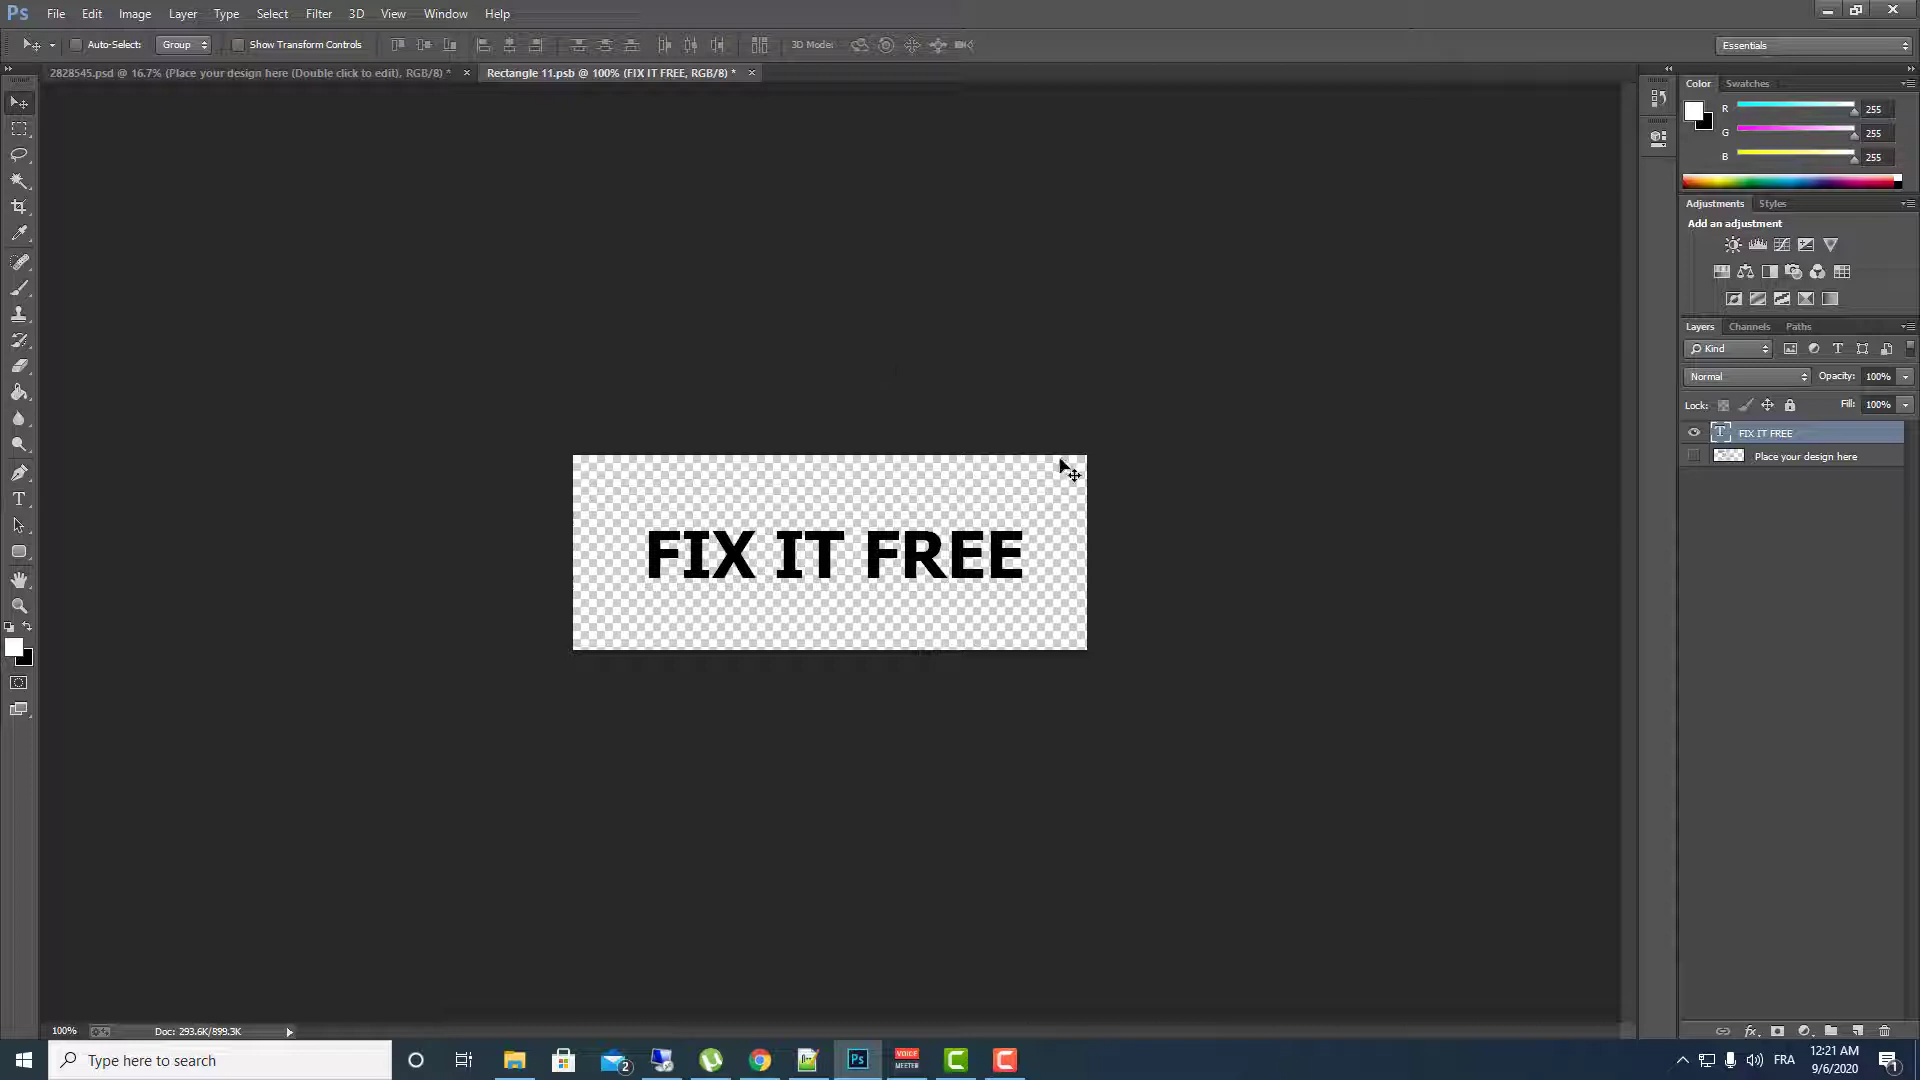 Ps File Edit Image Layer Type Select Filter 3D View Window Help
Auto-Select: Group Show Transform Controls 3D Mode: Essentials
2828545.psd @ 16.7% (Place your design here (Double click to edit), RGB/8) * × Rectangle 11.psb @ 100% (FIX IT FREE, RGB/8) * ×
Color Swatches
R 255
G 255
B 255
Adjustments Styles
Add an adjustment
Layers Channels Paths
Kind
Normal Opacity: 100%
Lock: Fill: 100%
FIX IT FREE
Place your design here
FIX IT FREE
100% Doc: 293.6K/899.3K
Type here to search
2
Ps
VOICE
MEETER
FRA
12:21 AM
9/6/2020
1